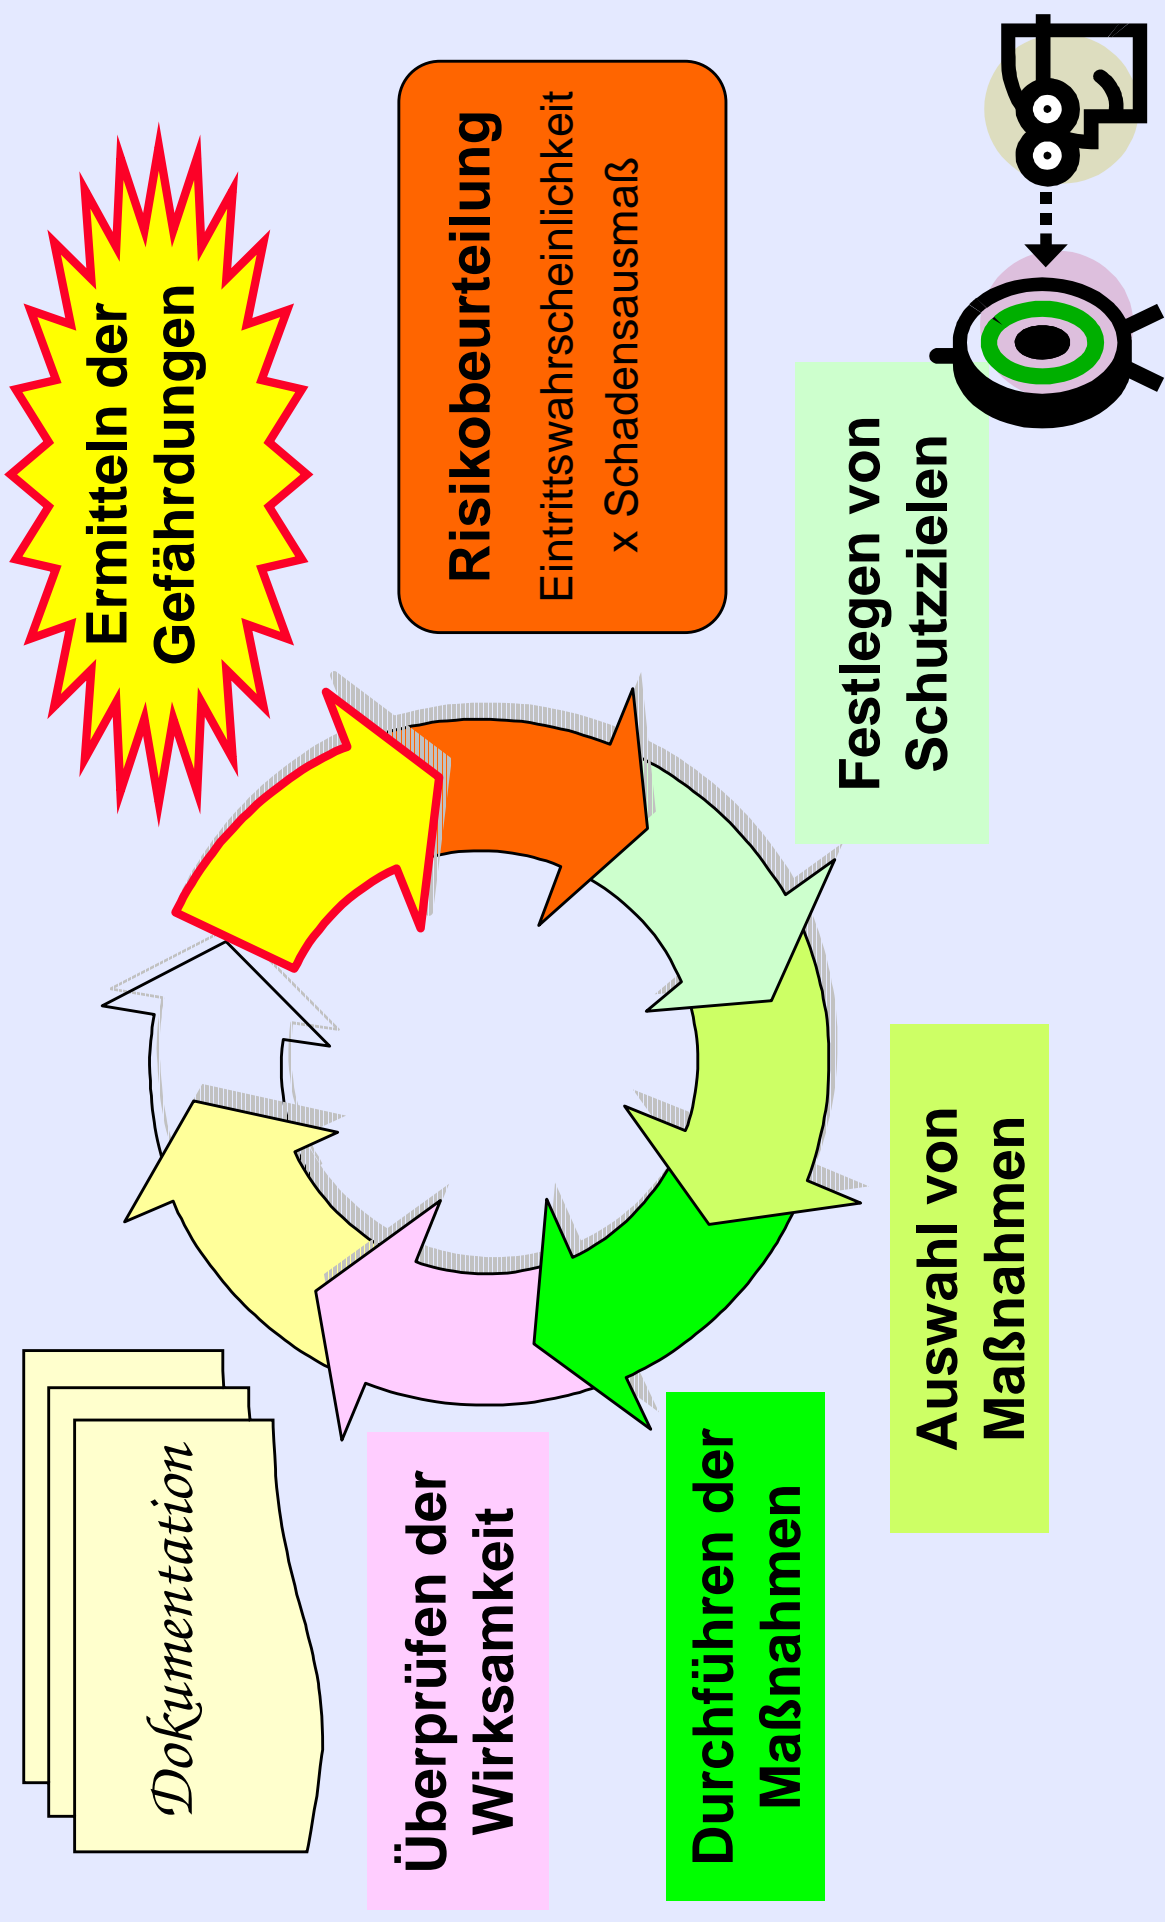 Ermitteln der
Gefährdungen
Risikobeurteilung
Eintrittswahrscheinlichkeit
x Schadensausmaß
Festlegen von
Schutzzielen
Auswahl von
Maßnahmen
Durchführen der
Maßnahmen
Überprüfen der
Wirksamkeit
Dokumentation